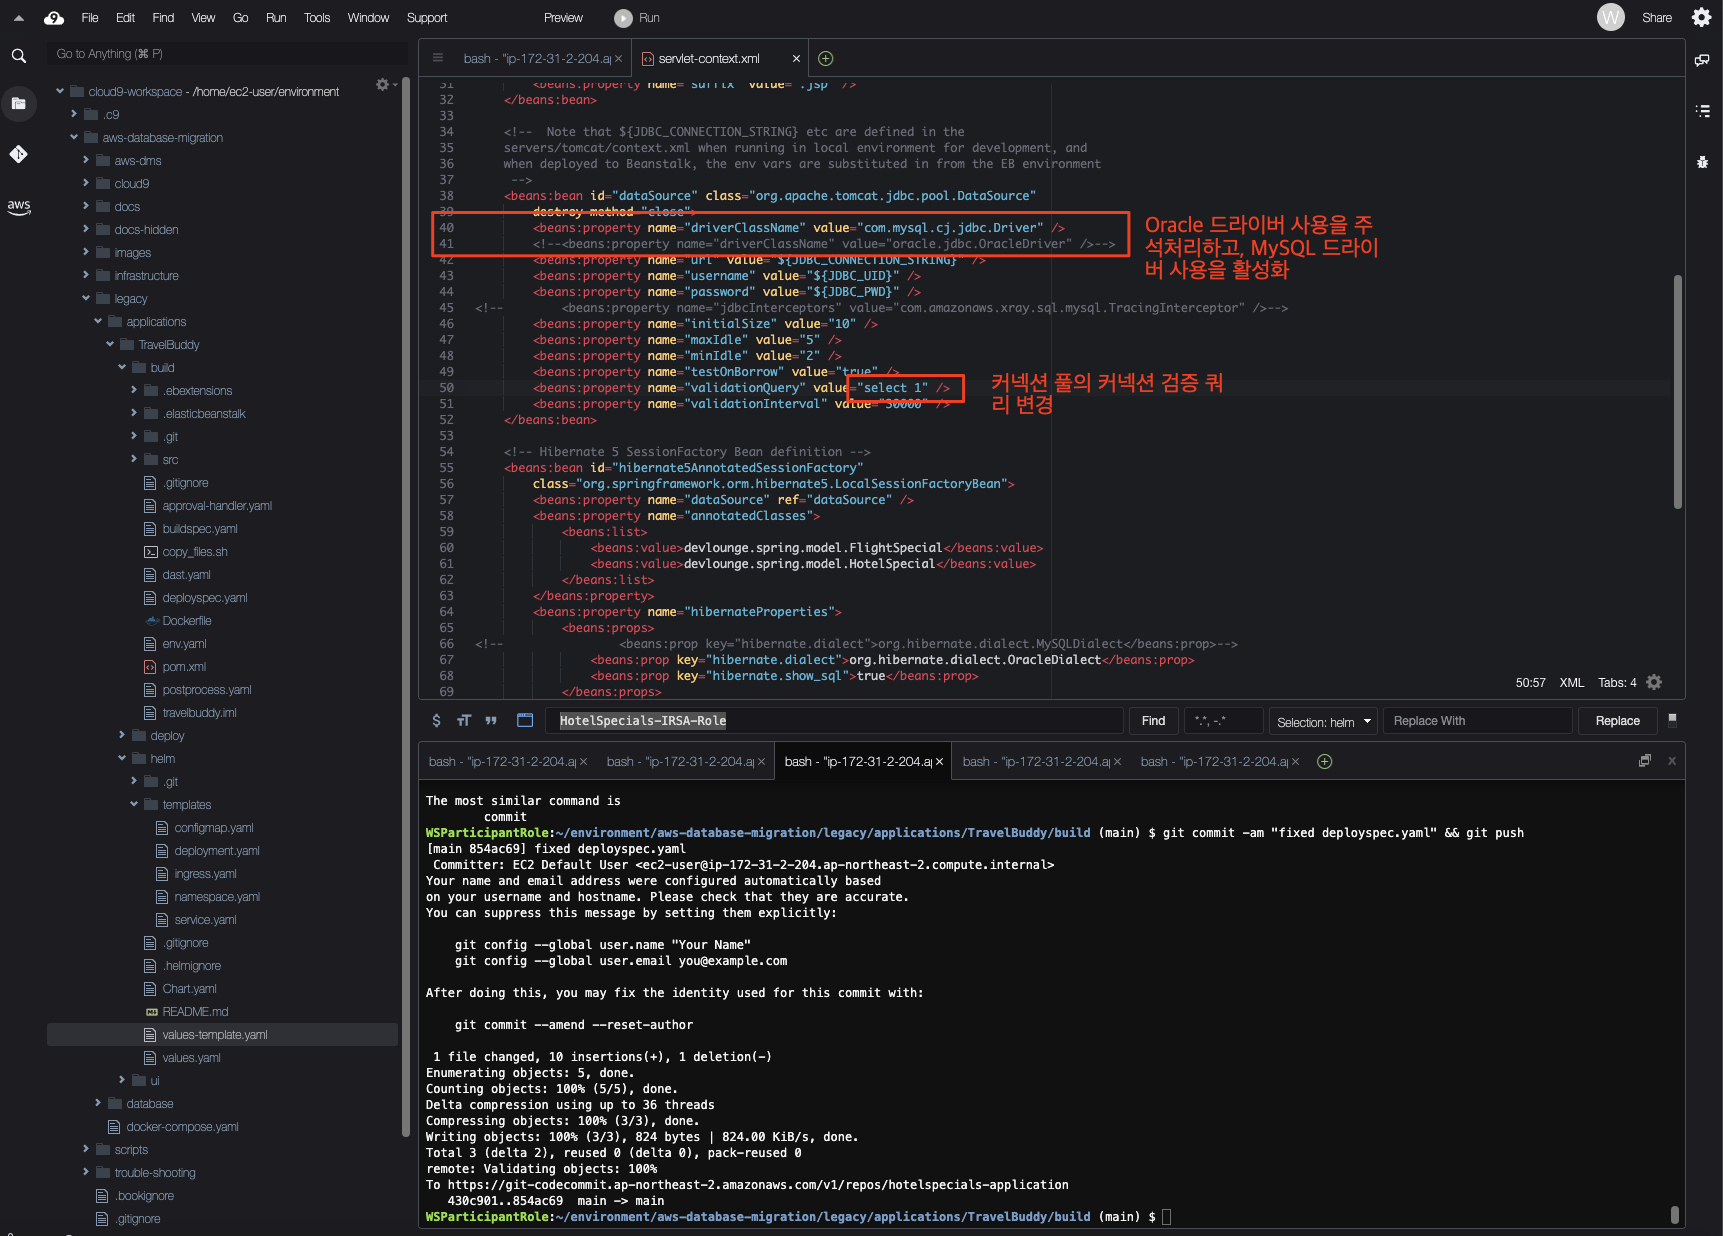 File Edit Find View Go Run Tools Window Support Preview Run W Share
Go to Anything (⌘ P)
cloud9-workspace - /home/ec2-user/environment
.c9
aws-database-migration
aws-dms
cloud9
docs
docs-hidden
images
infrastructure
legacy
applications
TravelBuddy
build
.ebextensions
.elasticbeanstalk
.git
src
.gitignore
approval-handler.yaml
buildspec.yaml
copy_files.sh
dast.yaml
deployspec.yaml
Dockerfile
env.yaml
pom.xml
postprocess.yaml
travelbuddy.iml
deploy
helm
.git
templates
configmap.yaml
deployment.yaml
ingress.yaml
namespace.yaml
service.yaml
.gitignore
.helmignore
Chart.yaml
README.md
values-template.yaml
values.yaml
ui
database
docker-compose.yaml
scripts
trouble-shooting
.bookignore
.gitignore
aws
bash - "ip-172-31-2-204.a servlet-context.xml
31 <beans:property name="suffix" value=".jsp" />
32 </beans:bean>
33
34 <!--  Note that ${JDBC_CONNECTION_STRING} etc are defined in the
35 servers/tomcat/context.xml when running in local environment for development, and
36 when deployed to Beanstalk, the env vars are substituted in from the EB environment
37 -->
38 <beans:bean id="dataSource" class="org.apache.tomcat.jdbc.pool.DataSource"
39 destroy-method="close">
40 <beans:property name="driverClassName" value="com.mysql.cj.jdbc.Driver" />
41 <!--<beans:property name="driverClassName" value="oracle.jdbc.OracleDriver" />-->
42 <beans:property name="url" value="${JDBC_CONNECTION_STRING}" />
43 <beans:property name="username" value="${JDBC_UID}" />
44 <beans:property name="password" value="${JDBC_PWD}" />
45 <!-- <beans:property name="jdbcInterceptors" value="com.amazonaws.xray.sql.mysql.TracingInterceptor" />-->
46 <beans:property name="initialSize" value="10" />
47 <beans:property name="maxIdle" value="5" />
48 <beans:property name="minIdle" value="2" />
49 <beans:property name="testOnBorrow" value="true" />
50 <beans:property name="validationQuery" value="select 1" />
51 <beans:property name="validationInterval" value="30000" />
52 </beans:bean>
53
54 <!-- Hibernate 5 SessionFactory Bean definition -->
55 <beans:bean id="hibernate5AnnotatedSessionFactory"
56 class="org.springframework.orm.hibernate5.LocalSessionFactoryBean">
57 <beans:property name="dataSource" ref="dataSource" />
58 <beans:property name="annotatedClasses">
59 <beans:list>
60 <beans:value>devlounge.spring.model.FlightSpecial</beans:value>
61 <beans:value>devlounge.spring.model.HotelSpecial</beans:value>
62 </beans:list>
63 </beans:property>
64 <beans:property name="hibernateProperties">
65 <beans:props>
66 <!-- <beans:prop key="hibernate.dialect">org.hibernate.dialect.MySQLDialect</beans:prop>-->
67 <beans:prop key="hibernate.dialect">org.hibernate.dialect.OracleDialect</beans:prop>
68 <beans:prop key="hibernate.show_sql">true</beans:prop>
69 </beans:props>
Oracle 드라이버 사용을 주
석처리하고, MySQL 드라이
버 사용을 활성화
커넥션 풀의 커넥션 검증 쿼
리 변경
50:57 XML Tabs: 4
HotelSpecials-IRSA-Role Find *.*, -.* Selection: helm Replace With Replace
bash - "ip-172-31-2-204.a bash - "ip-172-31-2-204.a bash - "ip-172-31-2-204.a bash - "ip-172-31-2-204.a bash - "ip-172-31-2-204.a
The most similar command is
commit
WSParticipantRole:~/environment/aws-database-migration/legacy/applications/TravelBuddy/build (main) $ git commit -am "fixed deployspec.yaml" && git push
[main 854ac69] fixed deployspec.yaml
Committer: EC2 Default User <ec2-user@ip-172-31-2-204.ap-northeast-2.compute.internal>
Your name and email address were configured automatically based
on your username and hostname. Please check that they are accurate.
You can suppress this message by setting them explicitly:
git config --global user.name "Your Name"
git config --global user.email you@example.com
After doing this, you may fix the identity used for this commit with:
git commit --amend --reset-author
1 file changed, 10 insertions(+), 1 deletion(-)
Enumerating objects: 5, done.
Counting objects: 100% (5/5), done.
Delta compression using up to 36 threads
Compressing objects: 100% (3/3), done.
Writing objects: 100% (3/3), 824 bytes | 824.00 KiB/s, done.
Total 3 (delta 2), reused 0 (delta 0), pack-reused 0
remote: Validating objects: 100%
To https://git-codecommit.ap-northeast-2.amazonaws.com/v1/repos/hotelspecials-application
430c901..854ac69  main -> main
WSParticipantRole:~/environment/aws-database-migration/legacy/applications/TravelBuddy/build (main) $